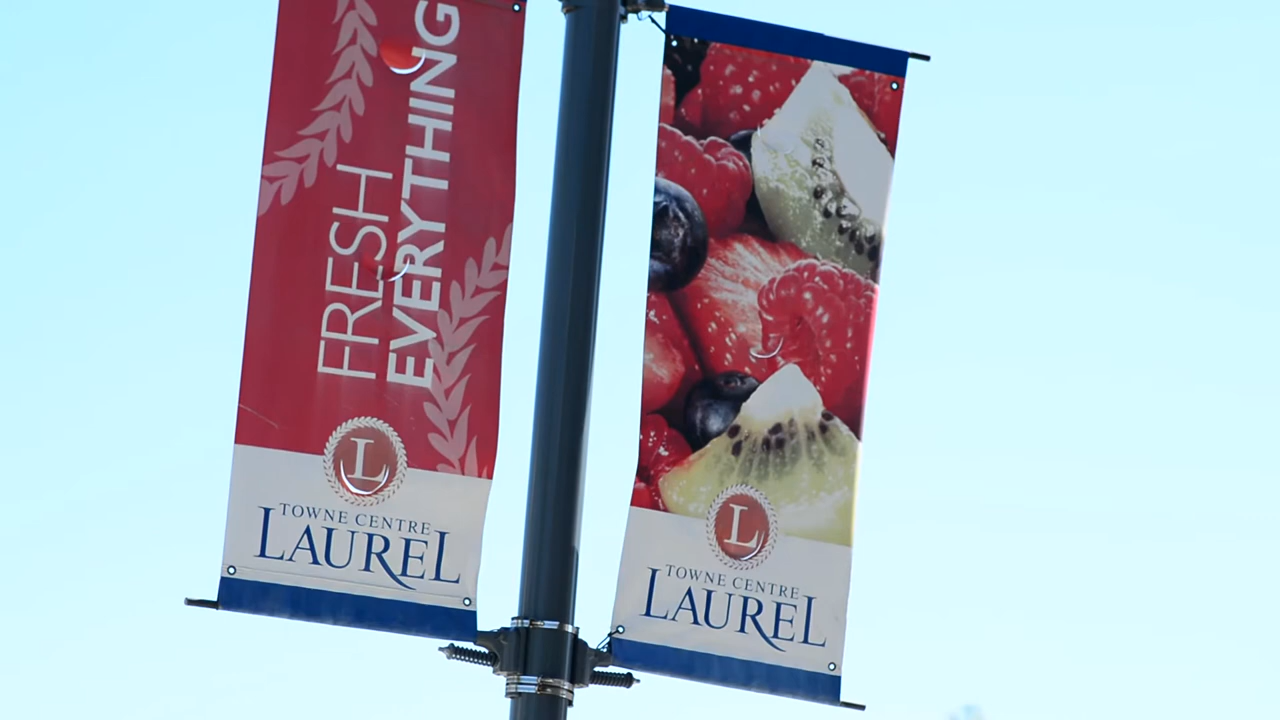 FRESH
EVERYTHING
L
TOWNE CENTRE
LAUREL
L
TOWNE CENTRE
LAUREL